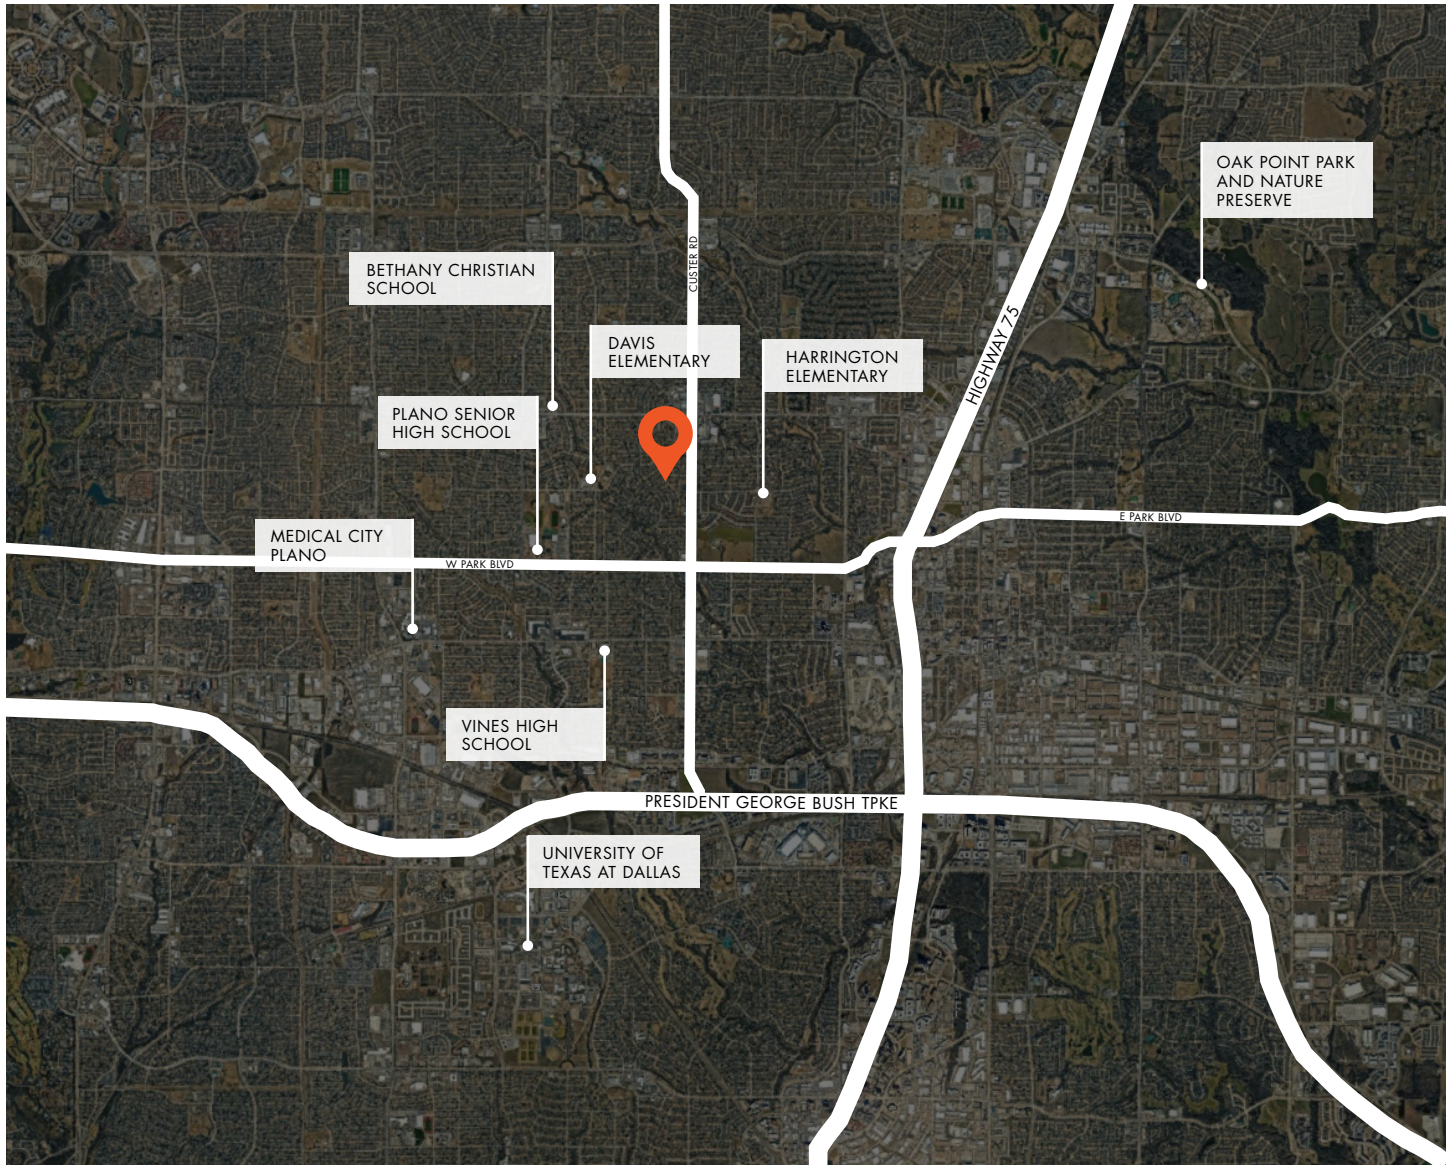 OAK POINT PARK
AND NATURE
PRESERVE
CUSTER RD
BETHANY CHRISTIAN
SCHOOL
HIGHWAY 75
DAVIS
ELEMENTARY
HARRINGTON
ELEMENTARY
PLANO SENIOR
HIGH SCHOOL
E PARK BLVD
MEDICAL CITY
PLANO
W PARK BLVD
VINES HIGH
SCHOOL
PRESIDENT GEORGE BUSH TPKE
UNIVERSITY OF
TEXAS AT DALLAS